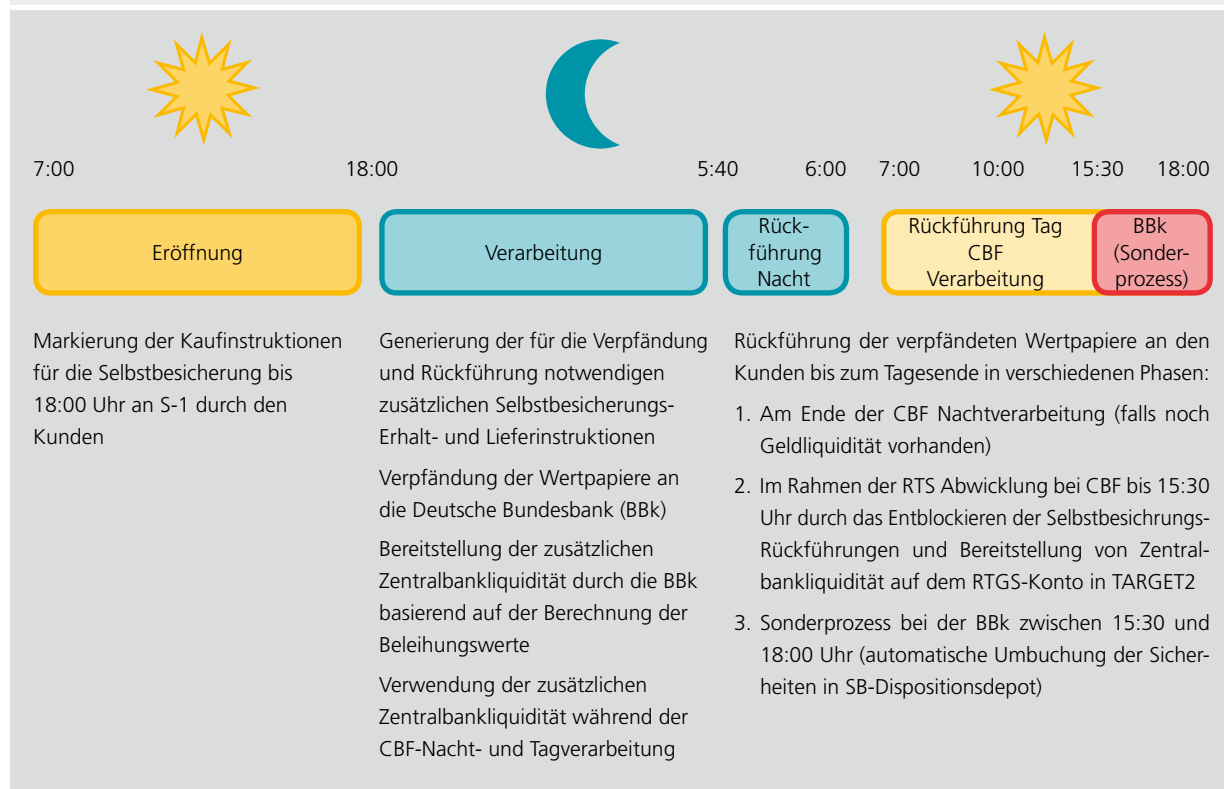 7:00
18:00
5:40
6:00
7:00
10:00
15:30
18:00
Eröffnung
Verarbeitung
Rück-
führung
Nacht
Rückführung Tag
CBF
Verarbeitung
BBk
(Sonder-
prozess)
Markierung der Kaufinstruktionen
für die Selbstbesicherung bis
18:00 Uhr an S-1 durch den
Kunden
Generierung der für die Verpfändung
und Rückführung notwendigen
zusätzlichen Selbstbesicherungs-
Erhalt- und Lieferinstruktionen
Verpfändung der Wertpapiere an
die Deutsche Bundesbank (BBk)
Bereitstellung der zusätzlichen
Zentralbankliquidität durch die BBk
basierend auf der Berechnung der
Beleihungswerte
Verwendung der zusätzlichen
Zentralbankliquidität während der
CBF-Nacht- und Tagverarbeitung
Rückführung der verpfändeten Wertpapiere an den
Kunden bis zum Tagesende in verschiedenen Phasen:
1. Am Ende der CBF Nachtverarbeitung (falls noch
Geldliquidität vorhanden)
2. Im Rahmen der RTS Abwicklung bei CBF bis 15:30
Uhr durch das Entblockieren der Selbstbesichrungs-
Rückführungen und Bereitstellung von Zentral-
bankliquidität auf dem RTGS-Konto in TARGET2
3. Sonderprozess bei der BBk zwischen 15:30 und
18:00 Uhr (automatische Umbuchung der Sicher-
heiten in SB-Dispositionsdepot)